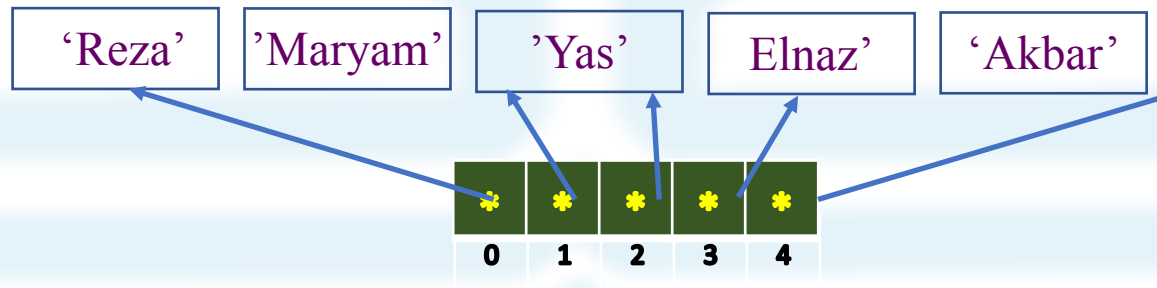 ‘Reza’ ’Maryam’ ’Yas’ Elnaz’ ‘Akbar’
* * * * *
0 1 2 3 4